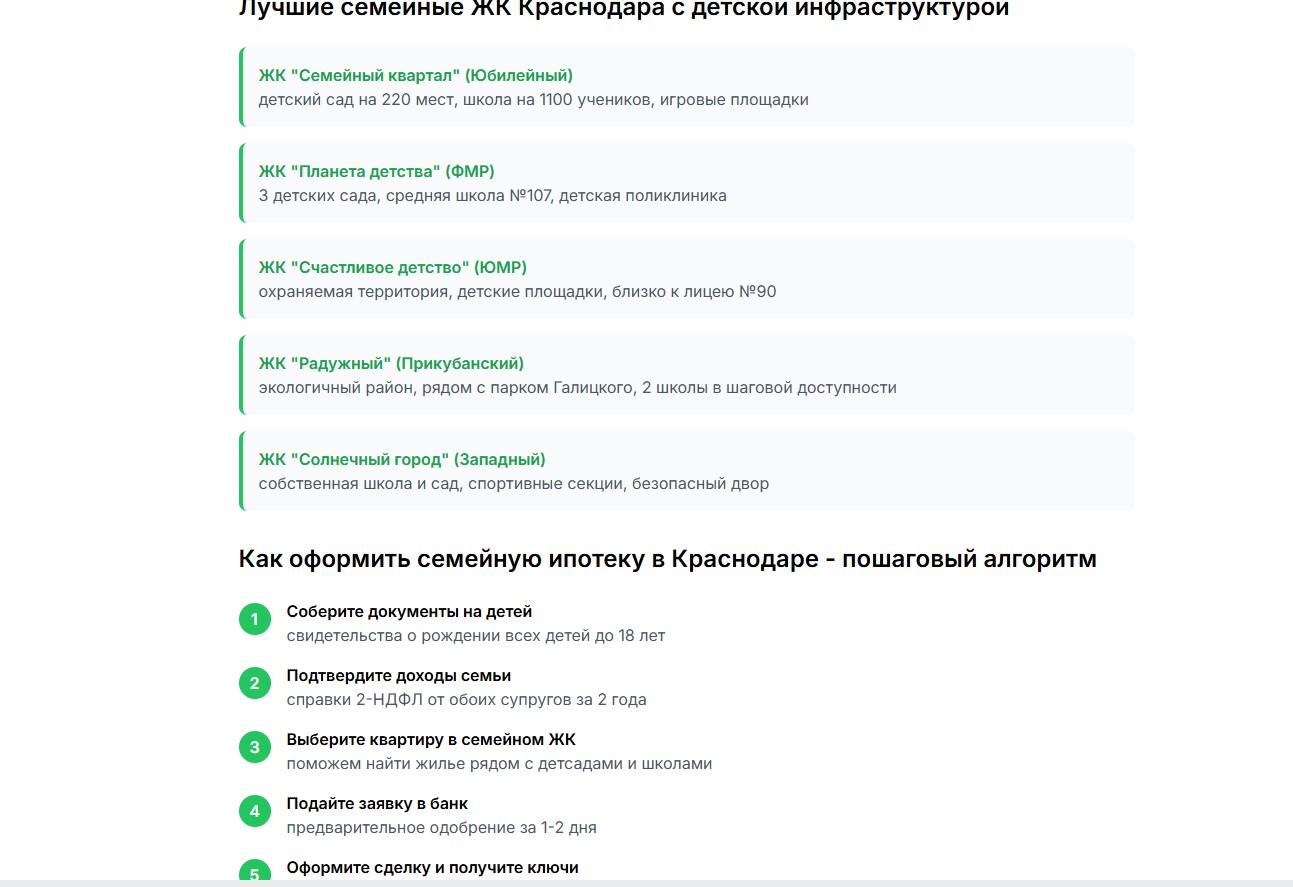 Лучшие семейные ЖК Краснодара с детской инфраструктурой
ЖК "Семейный квартал" (Юбилейный)
детский сад на 220 мест, школа на 1100 учеников, игровые площадки
ЖК "Планета детства" (ФМР)
3 детских сада, средняя школа №107, детская поликлиника
ЖК "Счастливое детство" (ЮМР)
охраняемая территория, детские площадки, близко к лицею №90
ЖК "Радужный" (Прикубанский)
экологичный район, рядом с парком Галицкого, 2 школы в шаговой доступности
ЖК "Солнечный город" (Западный)
собственная школа и сад, спортивные секции, безопасный двор
Как оформить семейную ипотеку в Краснодаре - пошаговый алгоритм
1 Соберите документы на детей
свидетельства о рождении всех детей до 18 лет
2 Подтвердите доходы семьи
справки 2-НДФЛ от обоих супругов за 2 года
3 Выберите квартиру в семейном ЖК
поможем найти жилье рядом с детсадами и школами
4 Подайте заявку в банк
предварительное одобрение за 1-2 дня
5 Оформите сделку и получите ключи